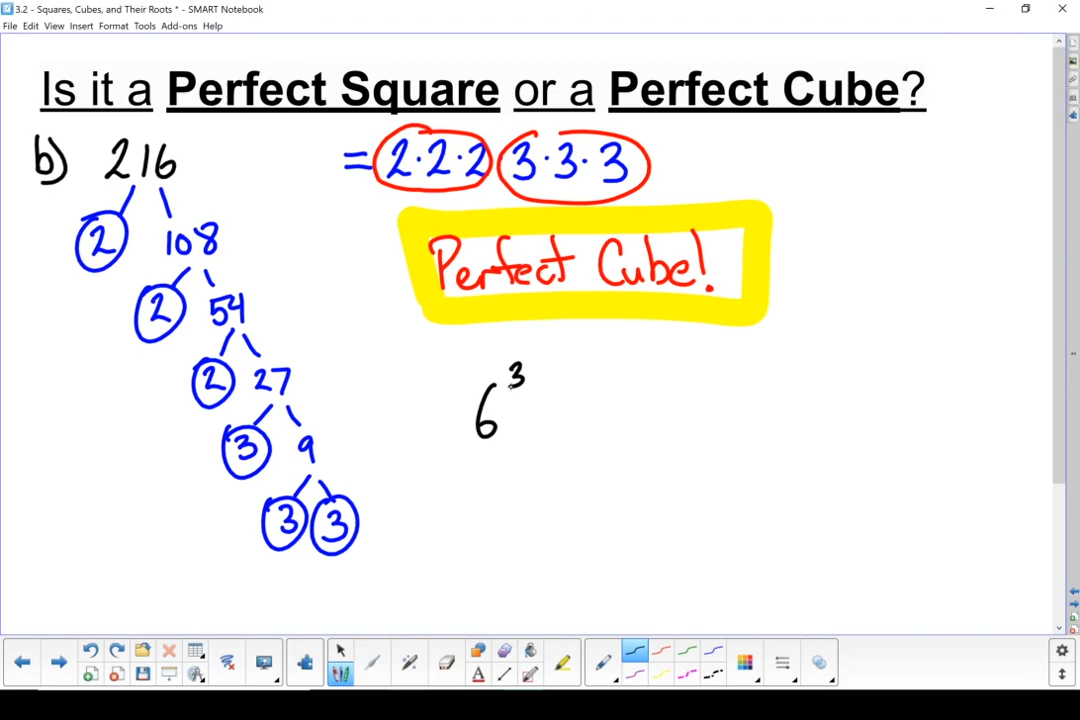 3.2 - Squares, Cubes, and Their Roots * - SMART Notebook
File Edit View Insert Format Tools Add-ons Help
Is it a Perfect Square or a Perfect Cube?
b) 216 = 2·2·2 3·3·3
2 108
Perfect Cube!
2 54
2 27
6³
3 9
3 3